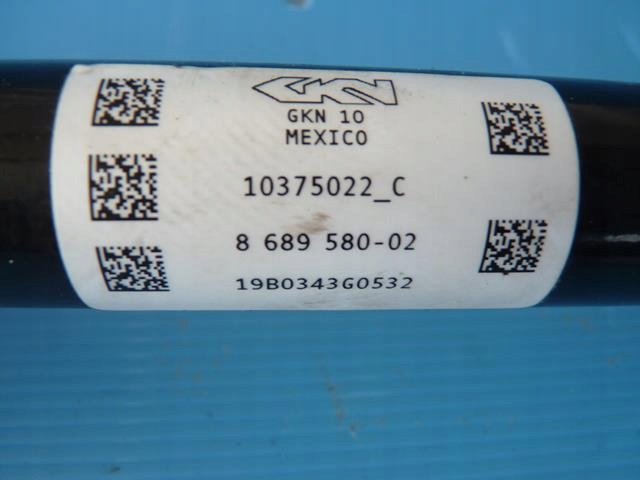 GKN
GKN 10
MEXICO
10375022_C
8 689 580-02
19B0343G0532